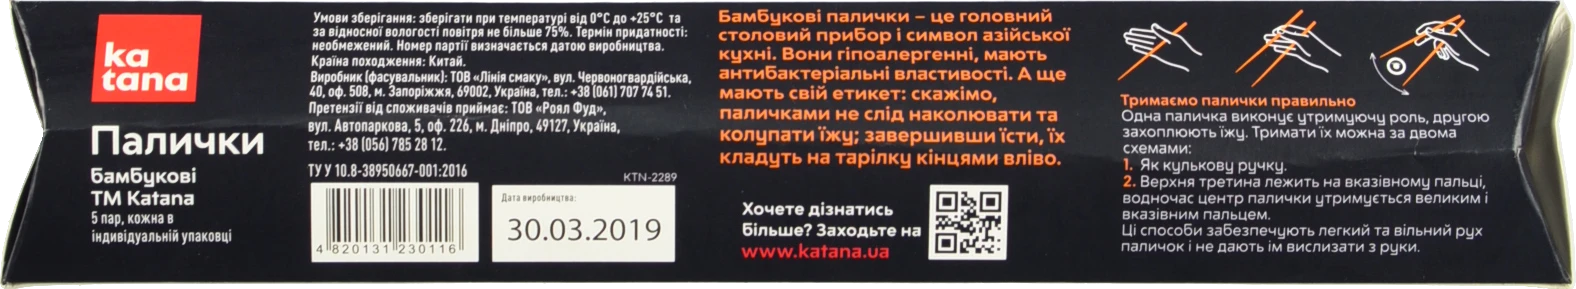 ka
tana
Палички
бамбукові
ТМ Katana
5 пар, кожна в
індивідуальній упаковці
Умови зберігання: зберігати при температурі від 0°С до +25°С та
за відносної вологості повітря не більше 75%. Термін придатності:
необмежений. Номер партії визначається датою виробництва.
Країна походження: Китай.
Виробник (фасувальник): ТОВ «Лінія смаку», вул. Червоногвардійська,
40, оф. 508, м. Запоріжжя, 69002, Україна, тел.: +38 (061) 707 74 51.
Претензії від споживачів приймає: ТОВ «Роял Фуд»,
вул. Автопаркова, 5, оф. 226, м. Дніпро, 49127, Україна,
тел.: +38 (056) 785 28 12.
ТУ У 10.8-38950667-001:2016
KTN-2289
4 820131 230116
Дата виробництва:
30.03.2019
Бамбукові палички – це головний
столовий прибор і символ азійської
кухні. Вони гіпоалергенні, мають
антибактеріальні властивості. А ще
мають свій етикет: скажімо,
паличками не слід наколювати та
колупати їжу; завершивши їсти, їх
кладуть на тарілку кінцями вліво.
Хочете дізнатись
більше? Заходьте на
www.katana.ua
Тримаємо палички правильно
Одна паличка виконує утримуючу роль, другою
захоплюють їжу. Тримати їх можна за двома
схемами:
1. Як кулькову ручку.
2. Верхня третина лежить на вказівному пальці,
водночас центр палички утримується великим і
вказівним пальцем.
Ці способи забезпечують легкий та вільний рух
паличок і не дають їм вислизати з руки.